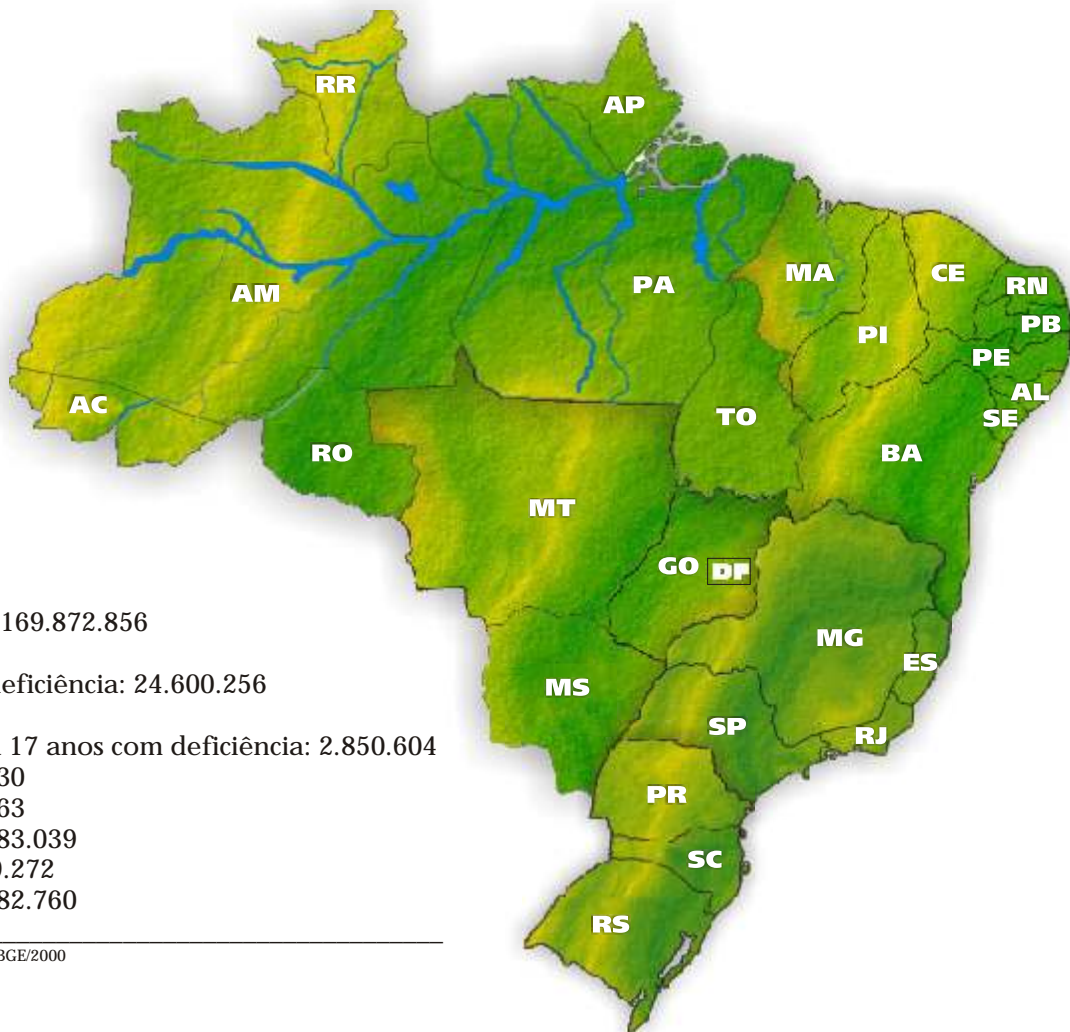 RR
AP
AM
PA
MA
CE
RN
PB
PI
PE
AL
SE
AC
TO
RO
BA
MT
GO
DF
MG
ES
MS
SP
RJ
PR
SC
RS
169.872.856
24.600.256
17 anos com deficiência: 2.850.604
30
63
83.039
.272
82.760
/2000